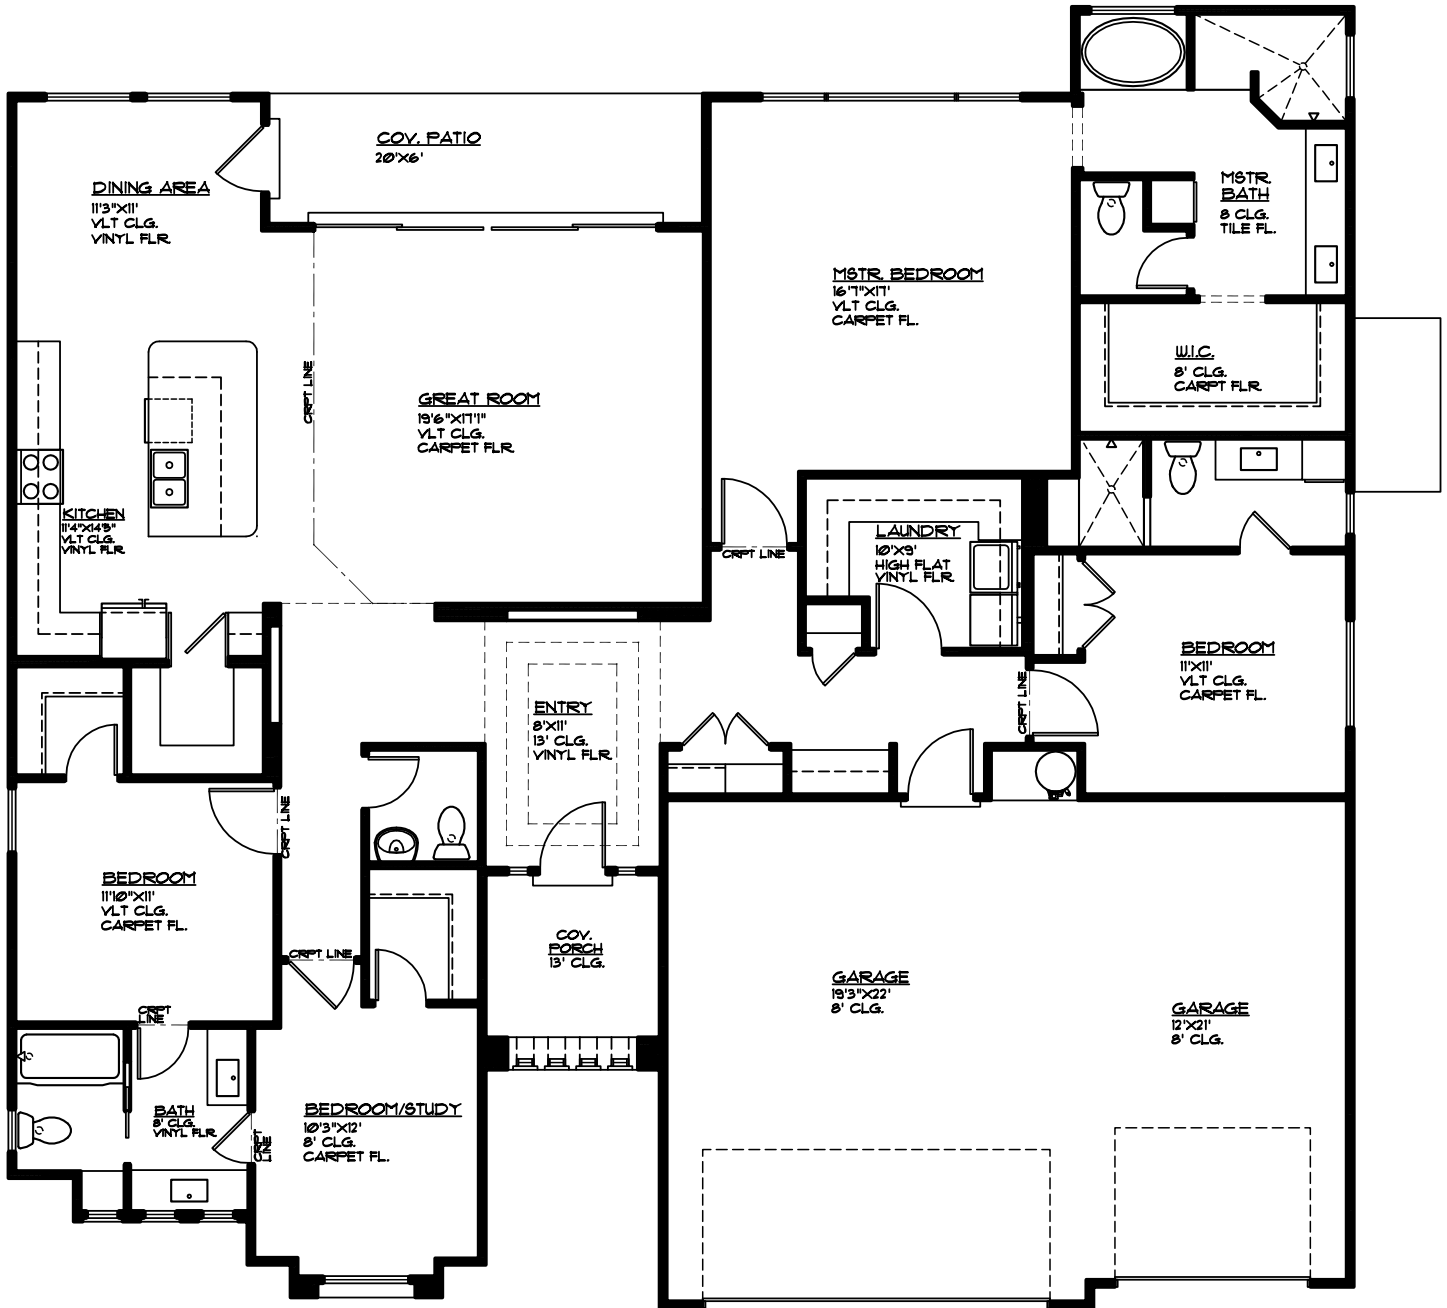 COV. PATIO
20'X6'
DINING AREA
11'3"X11'
VLT CLG.
VINYL FLR.
MSTR.
BATH
8 CLG.
TILE FL.
MSTR. BEDROOM
16'7"X17'
VLT CLG.
CARPET FL.
W.I.C.
8' CLG.
CARPT FLR.
CRPT LINE
GREAT ROOM
19'6"X17'1"
VLT CLG.
CARPET FLR.
KITCHEN
11'4"X14'5"
VLT CLG.
VINYL FLR.
LAUNDRY
10'X9'
HIGH FLAT
VINYL FLR.
CRPT LINE
BEDROOM
11'X11'
VLT CLG.
CARPET FL.
CRPT LINE
ENTRY
8'X11'
13' CLG.
VINYL FLR.
CRPT LINE
BEDROOM
11'10"X11'
VLT CLG.
CARPET FL.
CRPT LINE
COV.
PORCH
13' CLG.
GARAGE
19'3"X22'
8' CLG.
GARAGE
12'X21'
8' CLG.
CRPT
LINE
BATH
8' CLG.
VINYL FLR.
CRPT
LINE
BEDROOM/STUDY
10'3"X12'
8' CLG.
CARPET FL.